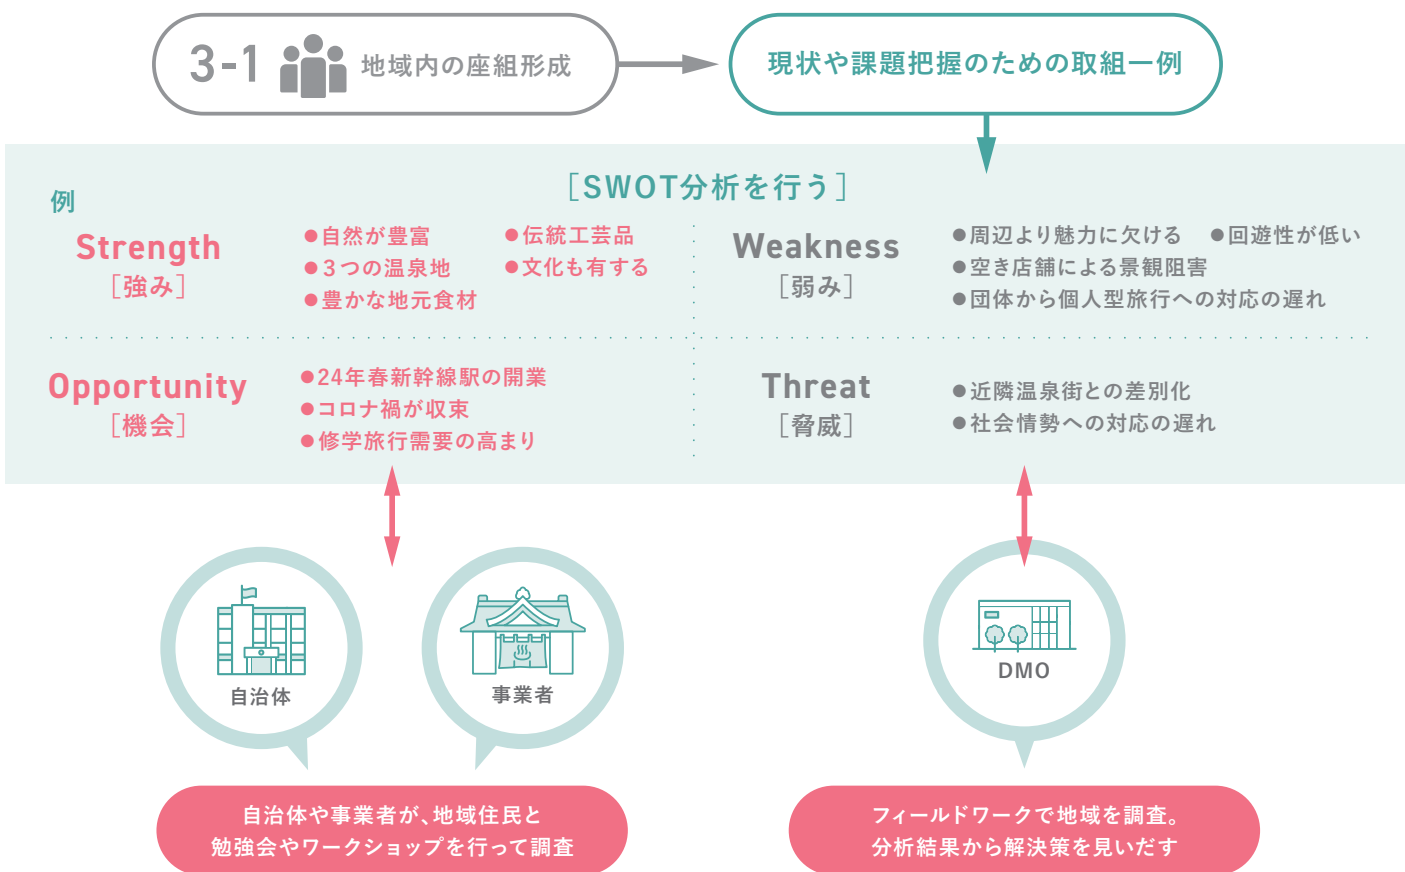 3-1 地域内の座組形成
現状や課題把握のための取組一例
[SWOT分析を行う]
例
Strength
[強み]
●自然が豊富 ●伝統工芸品
●3つの温泉地 ●文化も有する
●豊かな地元食材
Weakness
[弱み]
●周辺より魅力に欠ける ●回遊性が低い
●空き店舗による景観阻害
●団体から個人型旅行への対応の遅れ
Opportunity
[機会]
●24年春新幹線駅の開業
●コロナ禍が収束
●修学旅行需要の高まり
Threat
[脅威]
●近隣温泉街との差別化
●社会情勢への対応の遅れ
自治体
事業者
DMO
自治体や事業者が、地域住民と
勉強会やワークショップを行って調査
フィールドワークで地域を調査。
分析結果から解決策を見いだす